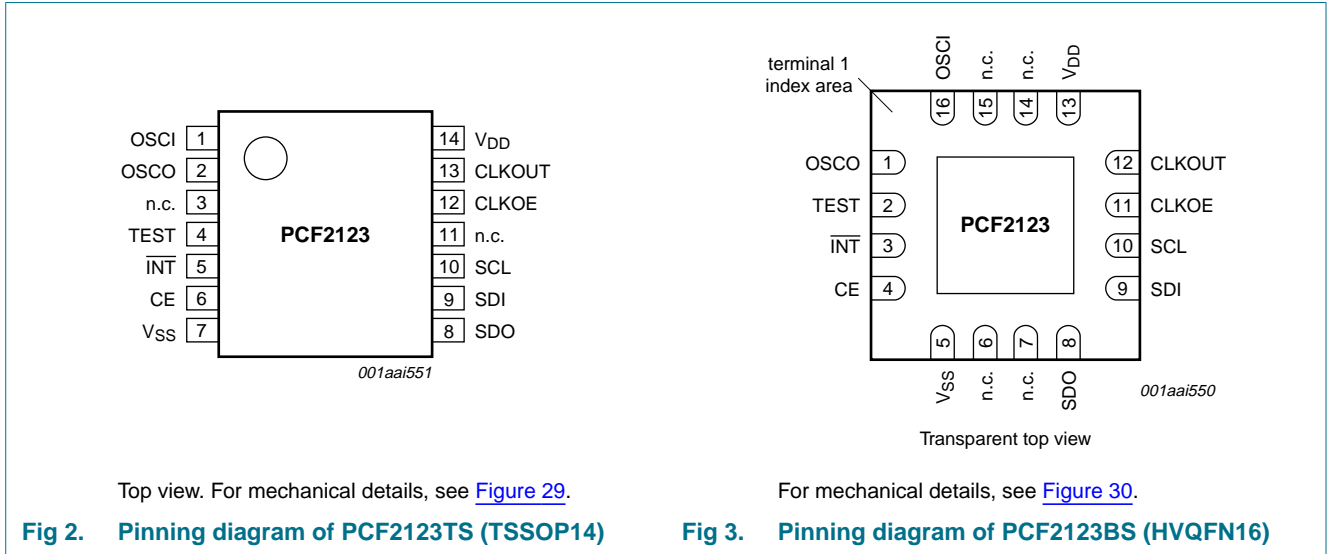 OSCI 1
OSCO 2
n.c. 3
TEST 4
INT 5
CE 6
VSS 7
PCF2123
14 VDD
13 CLKOUT
12 CLKOE
11 n.c.
10 SCL
9 SDI
8 SDO
001aai551
Top view. For mechanical details, see Figure 29.
Fig 2. Pinning diagram of PCF2123TS (TSSOP14)
terminal 1
index area
16 OSCI
15 n.c.
14 n.c.
13 VDD
OSCO 1
TEST 2
INT 3
CE 4
PCF2123
12 CLKOUT
11 CLKOE
10 SCL
9 SDI
VSS 5
n.c. 6
n.c. 7
SDO 8
001aai550
Transparent top view
For mechanical details, see Figure 30.
Fig 3. Pinning diagram of PCF2123BS (HVQFN16)